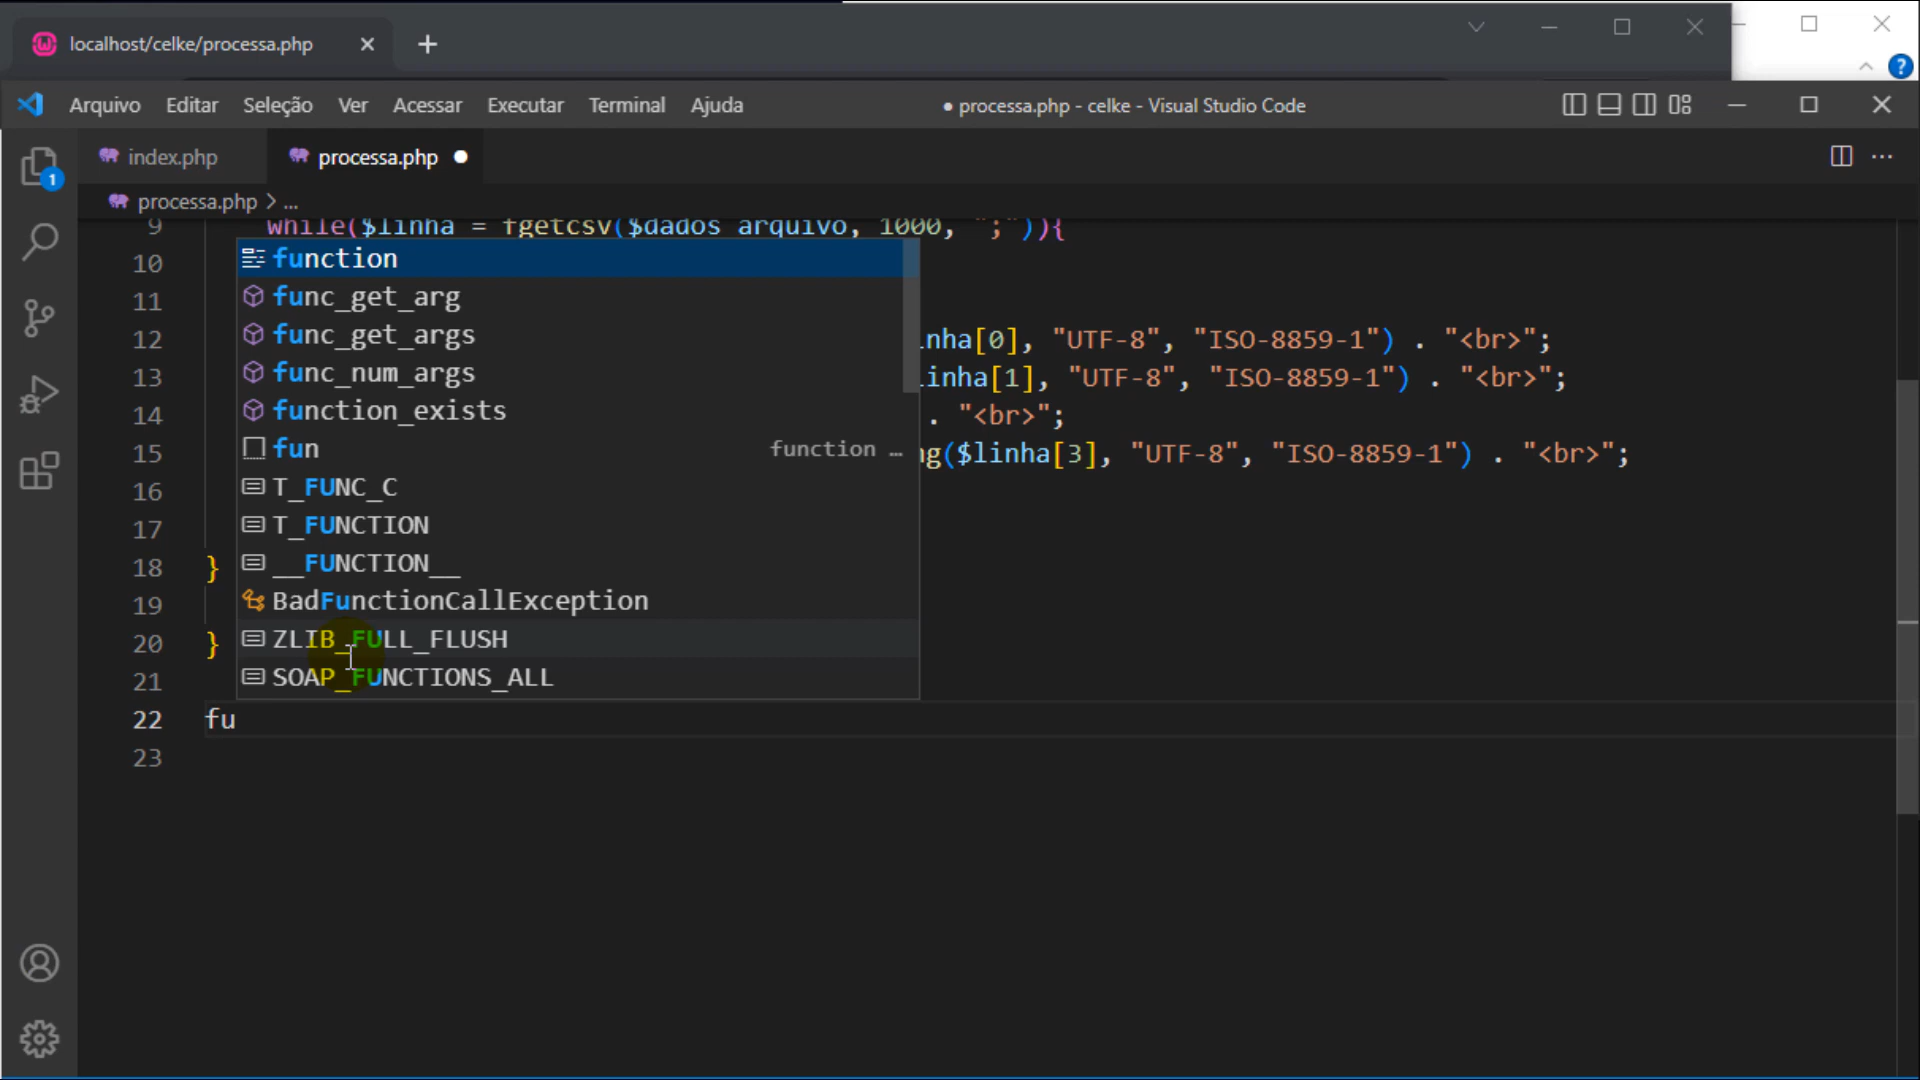 localhost/celke/processa.php
Arquivo Editar Seleção Ver Acessar Executar Terminal Ajuda
● processa.php - celke - Visual Studio Code
index.php processa.php
1
processa.php > ...
9 while($linha = fgetcsv($dados_arquivo, 1000, ";")){
10 function
11 func_get_arg
12 func_get_args nha[0], "UTF-8", "ISO-8859-1") . "<br>";
13 func_num_args inha[1], "UTF-8", "ISO-8859-1") . "<br>";
14 function_exists . "<br>";
15 fun function … ng($linha[3], "UTF-8", "ISO-8859-1") . "<br>";
16 T_FUNC_C
17 T_FUNCTION
18 } __FUNCTION__
19 BadFunctionCallException
20 } ZLIB_FULL_FLUSH
21 SOAP_FUNCTIONS_ALL
22 fu
23